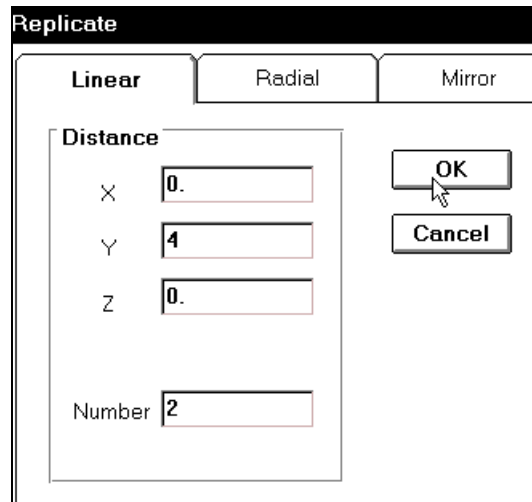 Replicate
Linear Radial Mirror
Distance
X 0.
OK
Y 4
Cancel
Z 0.
Number 2